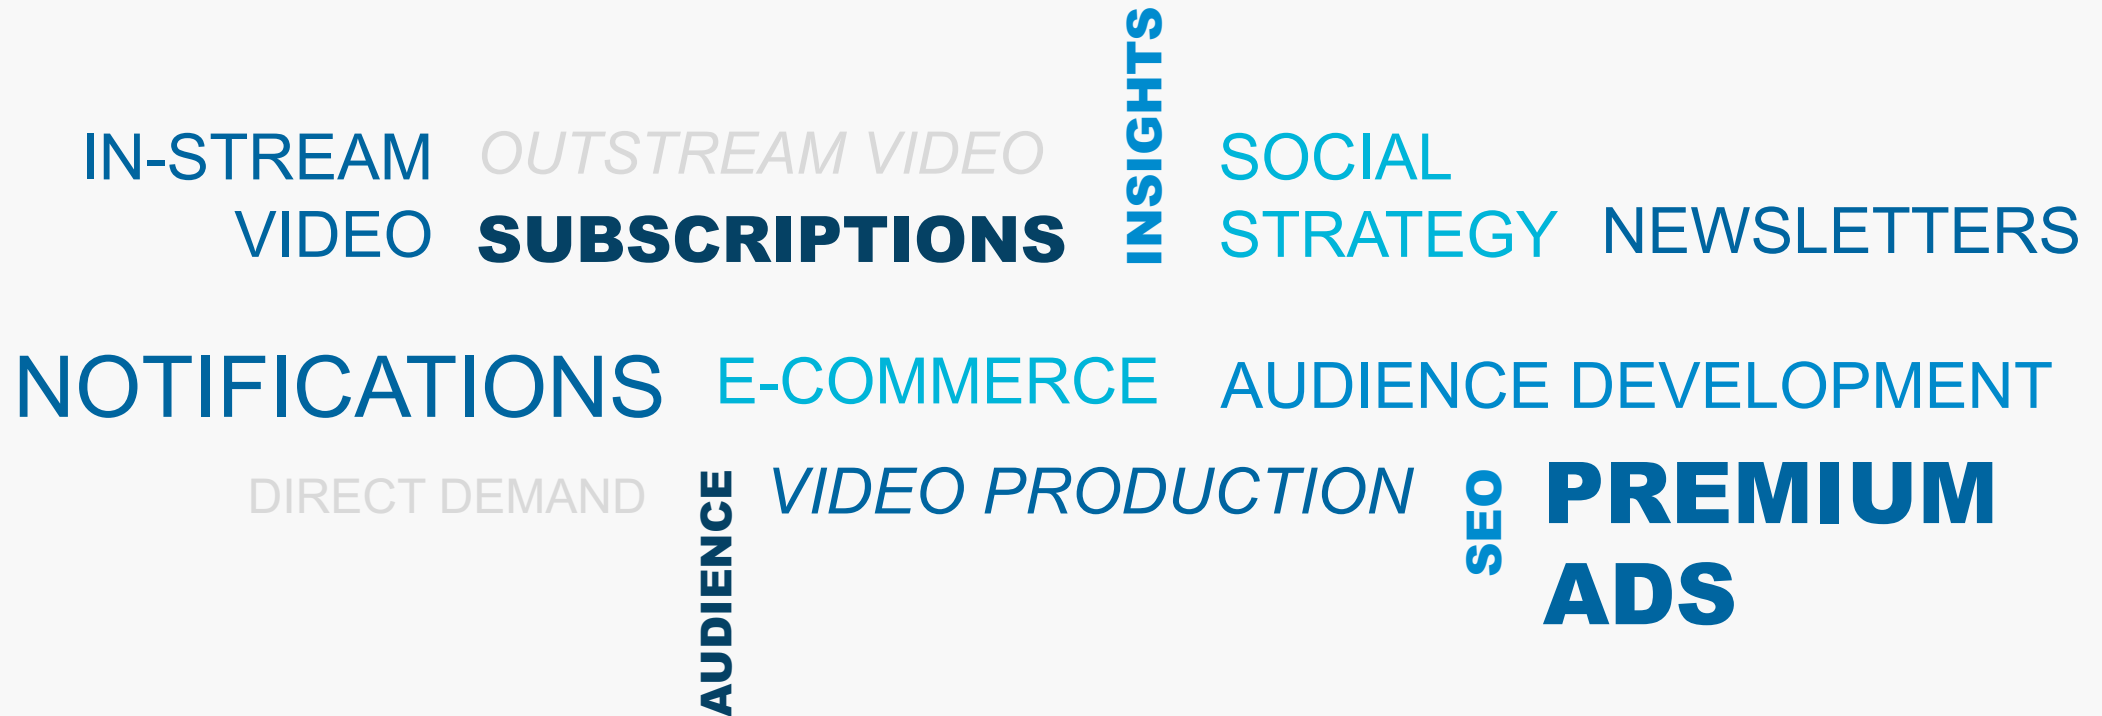 INSIGHTS
IN-STREAM
VIDEO
OUTSTREAM VIDEO
SUBSCRIPTIONS
SOCIAL
STRATEGY
NEWSLETTERS
NOTIFICATIONS
E-COMMERCE
AUDIENCE DEVELOPMENT
DIRECT DEMAND
AUDIENCE
VIDEO PRODUCTION
SEO
PREMIUM
ADS